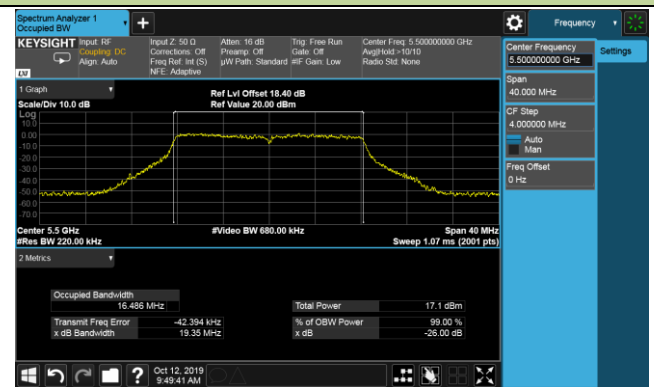 Spectrum Analyzer 1
Occupied BW
Frequency
KEYSIGHT
Input: RF
Coupling: DC
Align: Auto
Input Z: 50 Ω
Corrections: Off
Freq Ref: Int (S)
NFE: Adaptive
Atten: 16 dB
Preamp: Off
µW Path: Standard
Trig: Free Run
Gate: Off
#IF Gain: Low
Center Freq: 5.500000000 GHz
Avg|Hold:>10/10
Radio Std: None
LXI
Center Frequency
5.500000000 GHz
Settings
Span
40.000 MHz
CF Step
4.000000 MHz
Auto
Man
Freq Offset
0 Hz
1 Graph
Scale/Div 10.0 dB
Ref Lvl Offset 18.40 dB
Ref Value 20.00 dBm
Log
10.0
0.00
-10.0
-20.0
-30.0
-40.0
-50.0
-60.0
-70.0
Center 5.5 GHz
#Res BW 220.00 kHz
#Video BW 680.00 kHz
Span 40 MHz
Sweep 1.07 ms (2001 pts)
2 Metrics
Occupied Bandwidth
16.486 MHz
Total Power 17.1 dBm
Transmit Freq Error -42.394 kHz
% of OBW Power 99.00 %
x dB Bandwidth 19.35 MHz
x dB -26.00 dB
?
Oct 12, 2019
9:49:41 AM